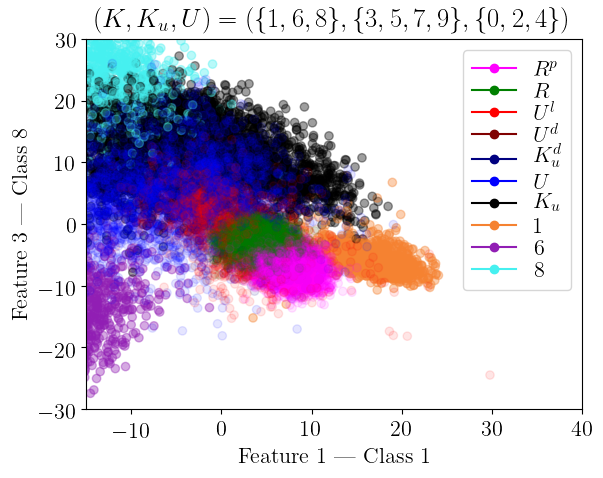 (K, K_u, U) = ({1, 6, 8}, {3, 5, 7, 9}, {0, 2, 4})
30
20
10
0
−10
−20
−30
Feature 3 — Class 8
R^p
R
U^l
U^d
K_u^d
U
K_u
1
6
8
−10
0
10
20
30
40
Feature 1 — Class 1